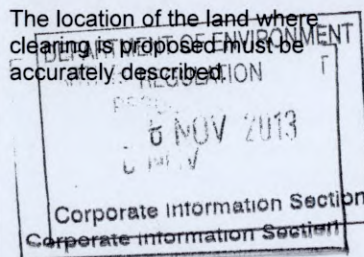 The location of the land where
clearing is proposed must be
accurately described.
DEPARTMENT OF ENVIRONMENT
REGULATION
6 NOV 2013
Corporate Information Section
Corporate Information Section